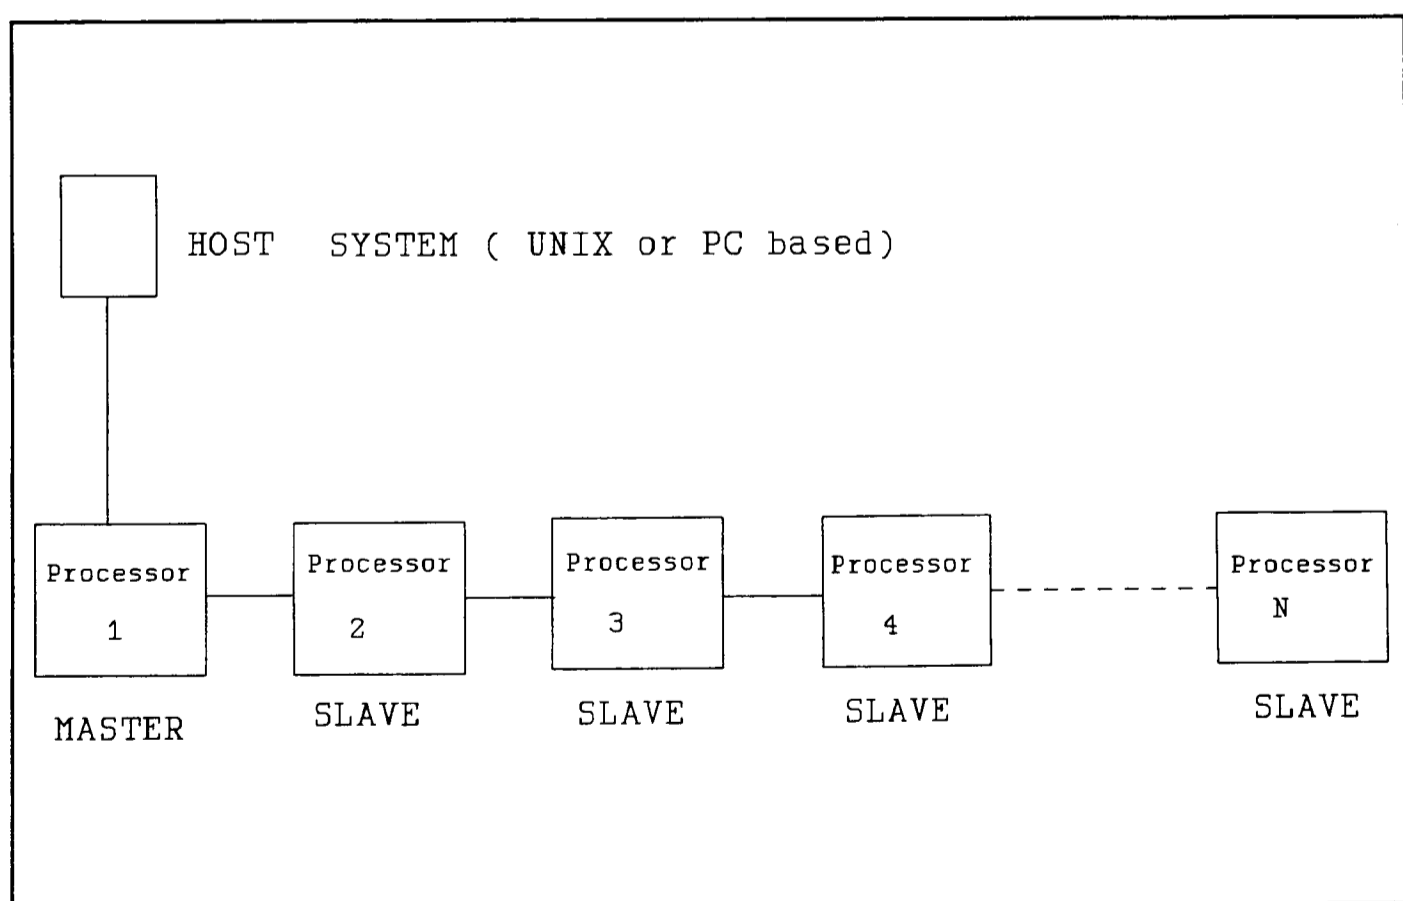 HOST SYSTEM ( UNIX or PC based)
Processor
1
MASTER
Processor
2
SLAVE
Processor
3
SLAVE
Processor
4
SLAVE
Processor
N
SLAVE